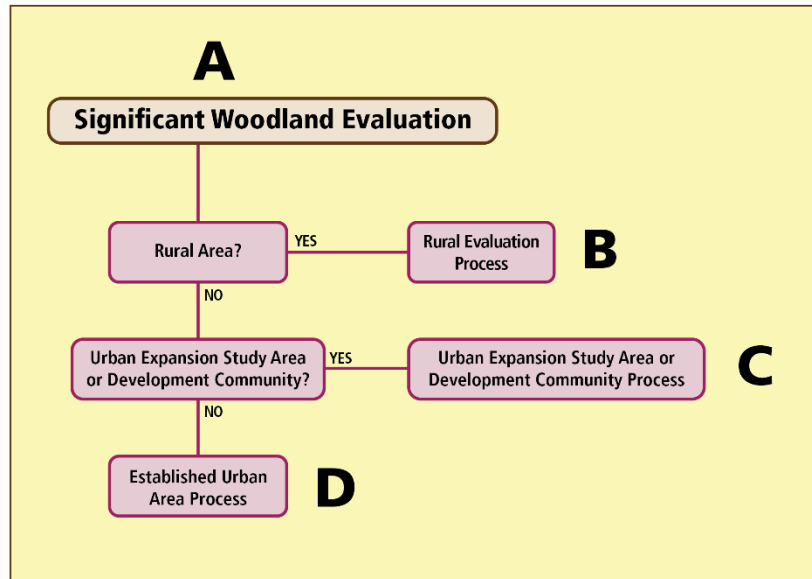 A
Significant Woodland Evaluation
Rural Area?
YES
Rural Evaluation
Process
B
NO
Urban Expansion Study Area
or Development Community?
YES
Urban Expansion Study Area or
Development Community Process
C
NO
Established Urban
Area Process
D